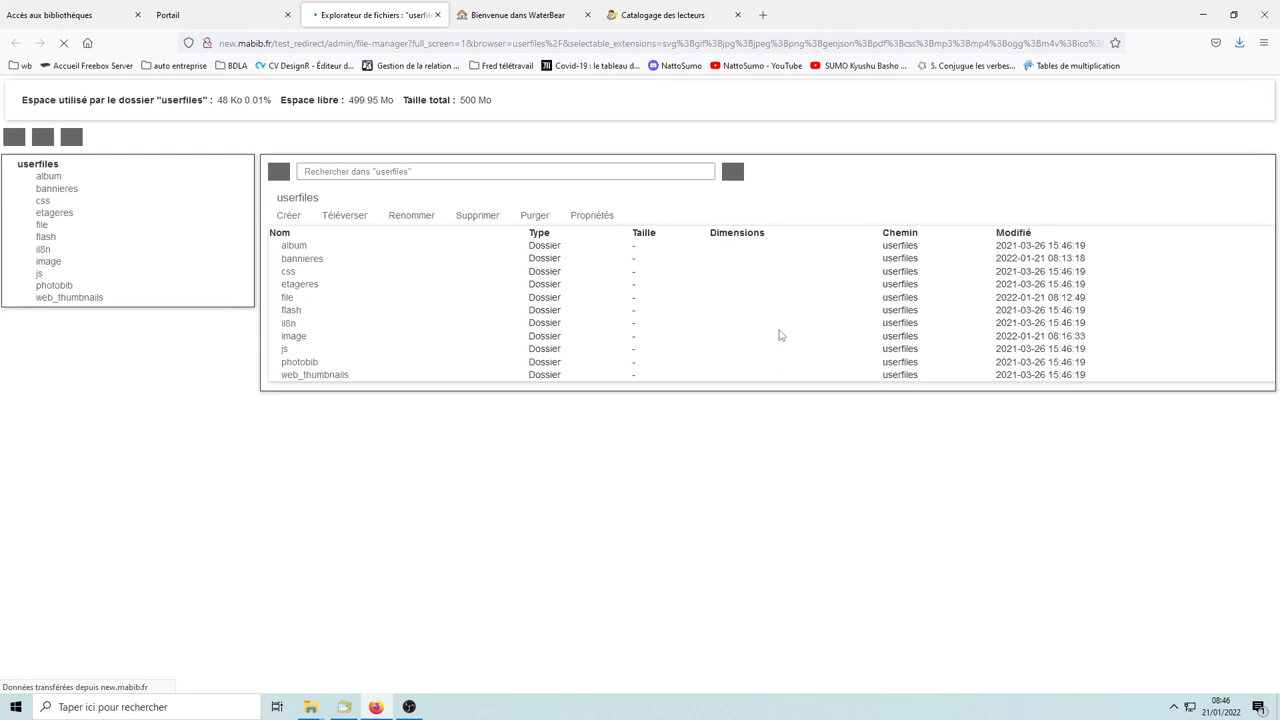 Accès aux bibliothèques
Portail
Explorateur de fichiers : "userfi
Bienvenue dans WaterBear
Catalogage des lecteurs
new.mabib.fr/test_redirect/admin/file-manager?full_screen=1&browser=userfiles%2F&selectable_extensions=svg%3Bgif%3Bjpg%3Bjpeg%3Bpng%3Bgeojson%3Bpdf%3Bcss%3Bmp3%3Bmp4%3Bogg%3Bm4v%3Bico%3
wb
Accueil Freebox Server
auto entreprise
BDLA
CV DesignR - Éditeur d...
Gestion de la relation ...
Fred télétravail
Covid-19 : le tableau d...
NattoSumo
NattoSumo - YouTube
SUMO Kyushu Basho ...
5. Conjugue les verbes...
Tables de multiplication
Espace utilisé par le dossier "userfiles" : 48 Ko 0.01% Espace libre : 499.95 Mo Taille total : 500 Mo
userfiles
album
bannieres
css
etageres
file
flash
il8n
image
js
photobib
web_thumbnails
Rechercher dans "userfiles"
userfiles
Créer Téléverser Renommer Supprimer Purger Propriétés
Nom Type Taille Dimensions Chemin Modifié
album Dossier - userfiles 2021-03-26 15:46:19
bannieres Dossier - userfiles 2022-01-21 08:13:18
css Dossier - userfiles 2021-03-26 15:46:19
etageres Dossier - userfiles 2021-03-26 15:46:19
file Dossier - userfiles 2022-01-21 08:12:49
flash Dossier - userfiles 2021-03-26 15:46:19
il8n Dossier - userfiles 2021-03-26 15:46:19
image Dossier - userfiles 2022-01-21 08:16:33
js Dossier - userfiles 2021-03-26 15:46:19
photobib Dossier - userfiles 2021-03-26 15:46:19
web_thumbnails Dossier - userfiles 2021-03-26 15:46:19
Données transférées depuis new.mabib.fr
Taper ici pour rechercher
08:46
21/01/2022